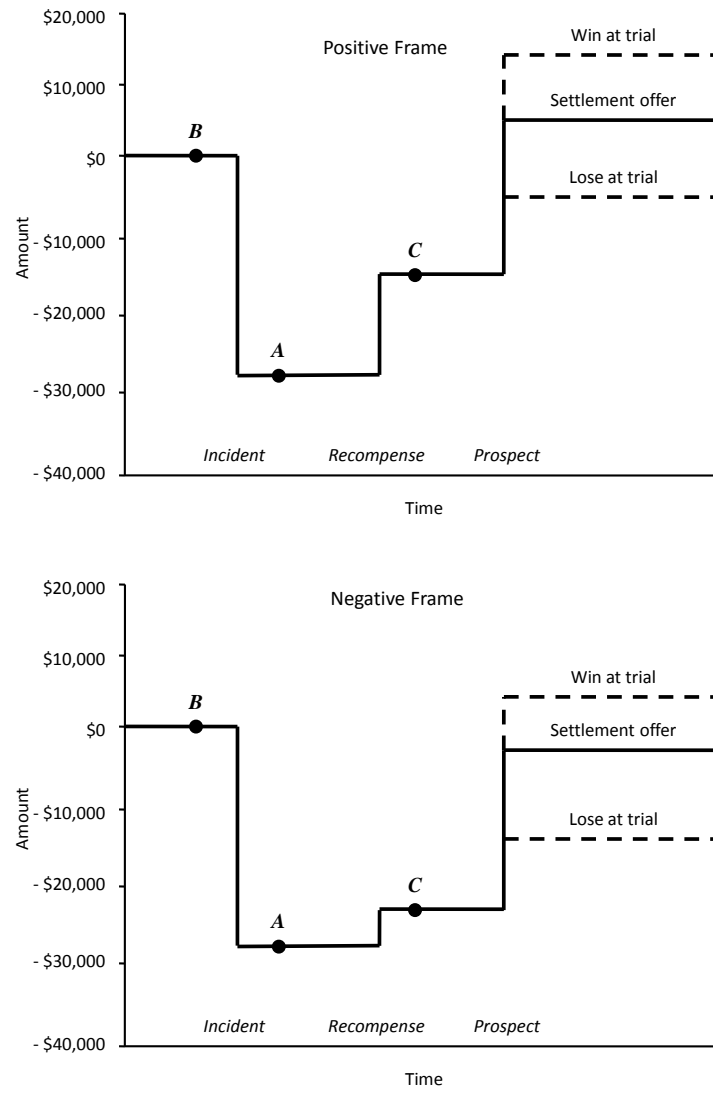 $20,000
Win at trial
Positive Frame
$10,000
Settlement offer
B
$0
Lose at trial
Amount
- $10,000
C
- $20,000
A
- $30,000
Incident Recompense Prospect
- $40,000
Time
$20,000
Negative Frame
$10,000
Win at trial
B
$0
Settlement offer
Amount
- $10,000
Lose at trial
- $20,000
C
A
- $30,000
Incident Recompense Prospect
- $40,000
Time